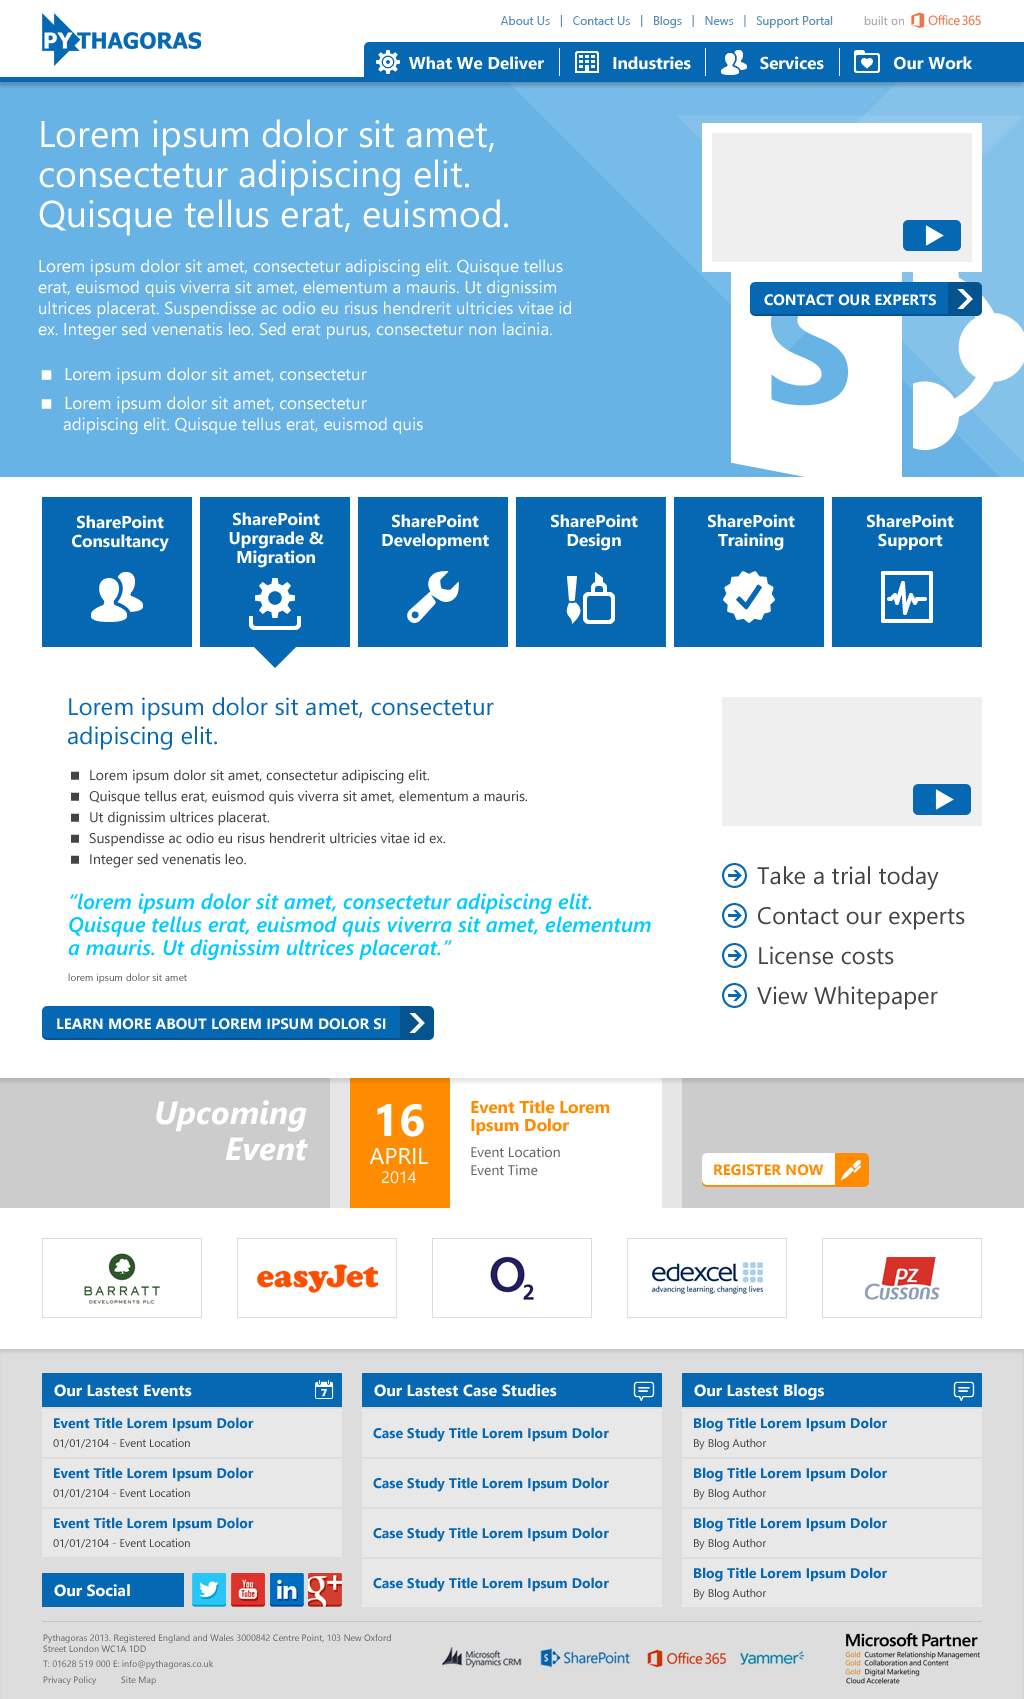 PYTHAGORAS
About Us | Contact Us | Blogs | News | Support Portal
built on Office 365
What We Deliver
Industries
Services
Our Work
Lorem ipsum dolor sit amet,
consectetur adipiscing elit.
Quisque tellus erat, euismod.
Lorem ipsum dolor sit amet, consectetur adipiscing elit. Quisque tellus
erat, euismod quis viverra sit amet, elementum a mauris. Ut dignissim
ultrices placerat. Suspendisse ac odio eu risus hendrerit ultricies vitae id
ex. Integer sed venenatis leo. Sed erat purus, consectetur non lacinia.
Lorem ipsum dolor sit amet, consectetur
Lorem ipsum dolor sit amet, consectetur
adipiscing elit. Quisque tellus erat, euismod quis
CONTACT OUR EXPERTS
S
SharePoint
Consultancy
SharePoint
Uprgrade &
Migration
SharePoint
Development
SharePoint
Design
SharePoint
Training
SharePoint
Support
Lorem ipsum dolor sit amet, consectetur
adipiscing elit.
Lorem ipsum dolor sit amet, consectetur adipiscing elit.
Quisque tellus erat, euismod quis viverra sit amet, elementum a mauris.
Ut dignissim ultrices placerat.
Suspendisse ac odio eu risus hendrerit ultricies vitae id ex.
Integer sed venenatis leo.
“lorem ipsum dolor sit amet, consectetur adipiscing elit.
Quisque tellus erat, euismod quis viverra sit amet, elementum
a mauris. Ut dignissim ultrices placerat.”
lorem ipsum dolor sit amet
LEARN MORE ABOUT LOREM IPSUM DOLOR SI
Take a trial today
Contact our experts
License costs
View Whitepaper
Upcoming
Event
16
APRIL
2014
Event Title Lorem
Ipsum Dolor
Event Location
Event Time
REGISTER NOW
BARRATT
DEVELOPMENTS PLC
easyJet
O2
edexcel
advancing learning, changing lives
PZ
Cussons
Our Lastest Events
7
Event Title Lorem Ipsum Dolor
01/01/2104 - Event Location
Event Title Lorem Ipsum Dolor
01/01/2104 - Event Location
Event Title Lorem Ipsum Dolor
01/01/2104 - Event Location
Our Social
You
Tube
in
g+
Our Lastest Case Studies
Case Study Title Lorem Ipsum Dolor
Case Study Title Lorem Ipsum Dolor
Case Study Title Lorem Ipsum Dolor
Case Study Title Lorem Ipsum Dolor
Our Lastest Blogs
Blog Title Lorem Ipsum Dolor
By Blog Author
Blog Title Lorem Ipsum Dolor
By Blog Author
Blog Title Lorem Ipsum Dolor
By Blog Author
Blog Title Lorem Ipsum Dolor
By Blog Author
Pythagoras 2013. Registered England and Wales 3000842 Centre Point, 103 New Oxford
Street London WC1A 1DD
T: 01628 519 000 E: info@pythagoras.co.uk
Privacy Policy Site Map
Microsoft
Dynamics CRM
SharePoint
Office 365
yammer
Microsoft Partner
Gold Customer Relationship Management
Gold Collaboration and Content
Gold Digital Marketing
Cloud Accelerate